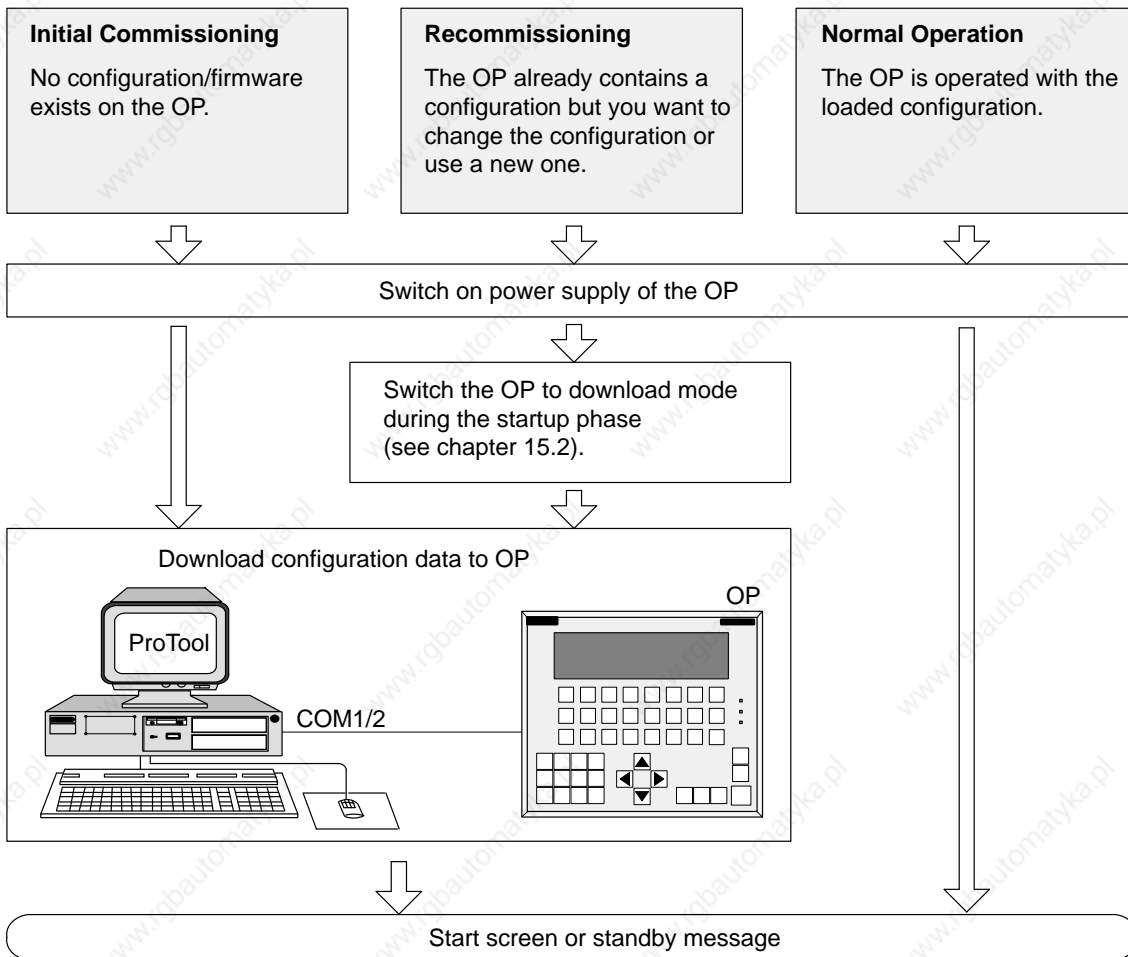 Initial Commissioning
No configuration/firmware
exists on the OP.
Recommissioning
The OP already contains a
configuration but you want to
change the configuration or
use a new one.
Normal Operation
The OP is operated with the
loaded configuration.
Switch on power supply of the OP
Switch the OP to download mode
during the startup phase
(see chapter 15.2).
Download configuration data to OP
ProTool
COM1/2
OP
Start screen or standby message
www.rgbautomatyka.pl